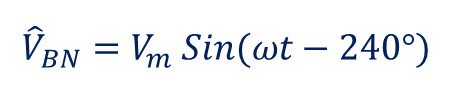 V̂_BN = V_m Sin(ωt − 240°)